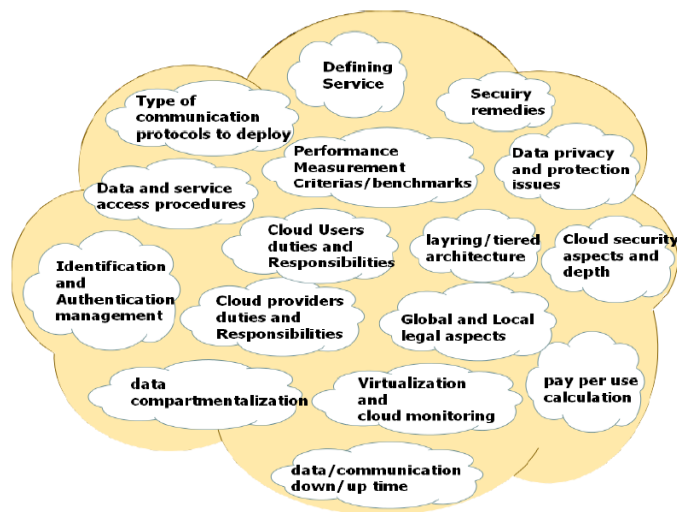 Defining
Service
Secuiry
remedies
Type of
communication
protocols to deploy
Performance
Measurement
Criterias/benchmarks
Data privacy
and protection
issues
Data and service
access procedures
Cloud Users
duties and
Responsibilities
layring/tiered
architecture
Cloud security
aspects and
depth
Identification
and
Authentication
management
Cloud providers
duties and
Responsibilities
Global and Local
legal aspects
data
compartmentalization
Virtualization
and
cloud monitoring
pay per use
calculation
data/communication
down/up time